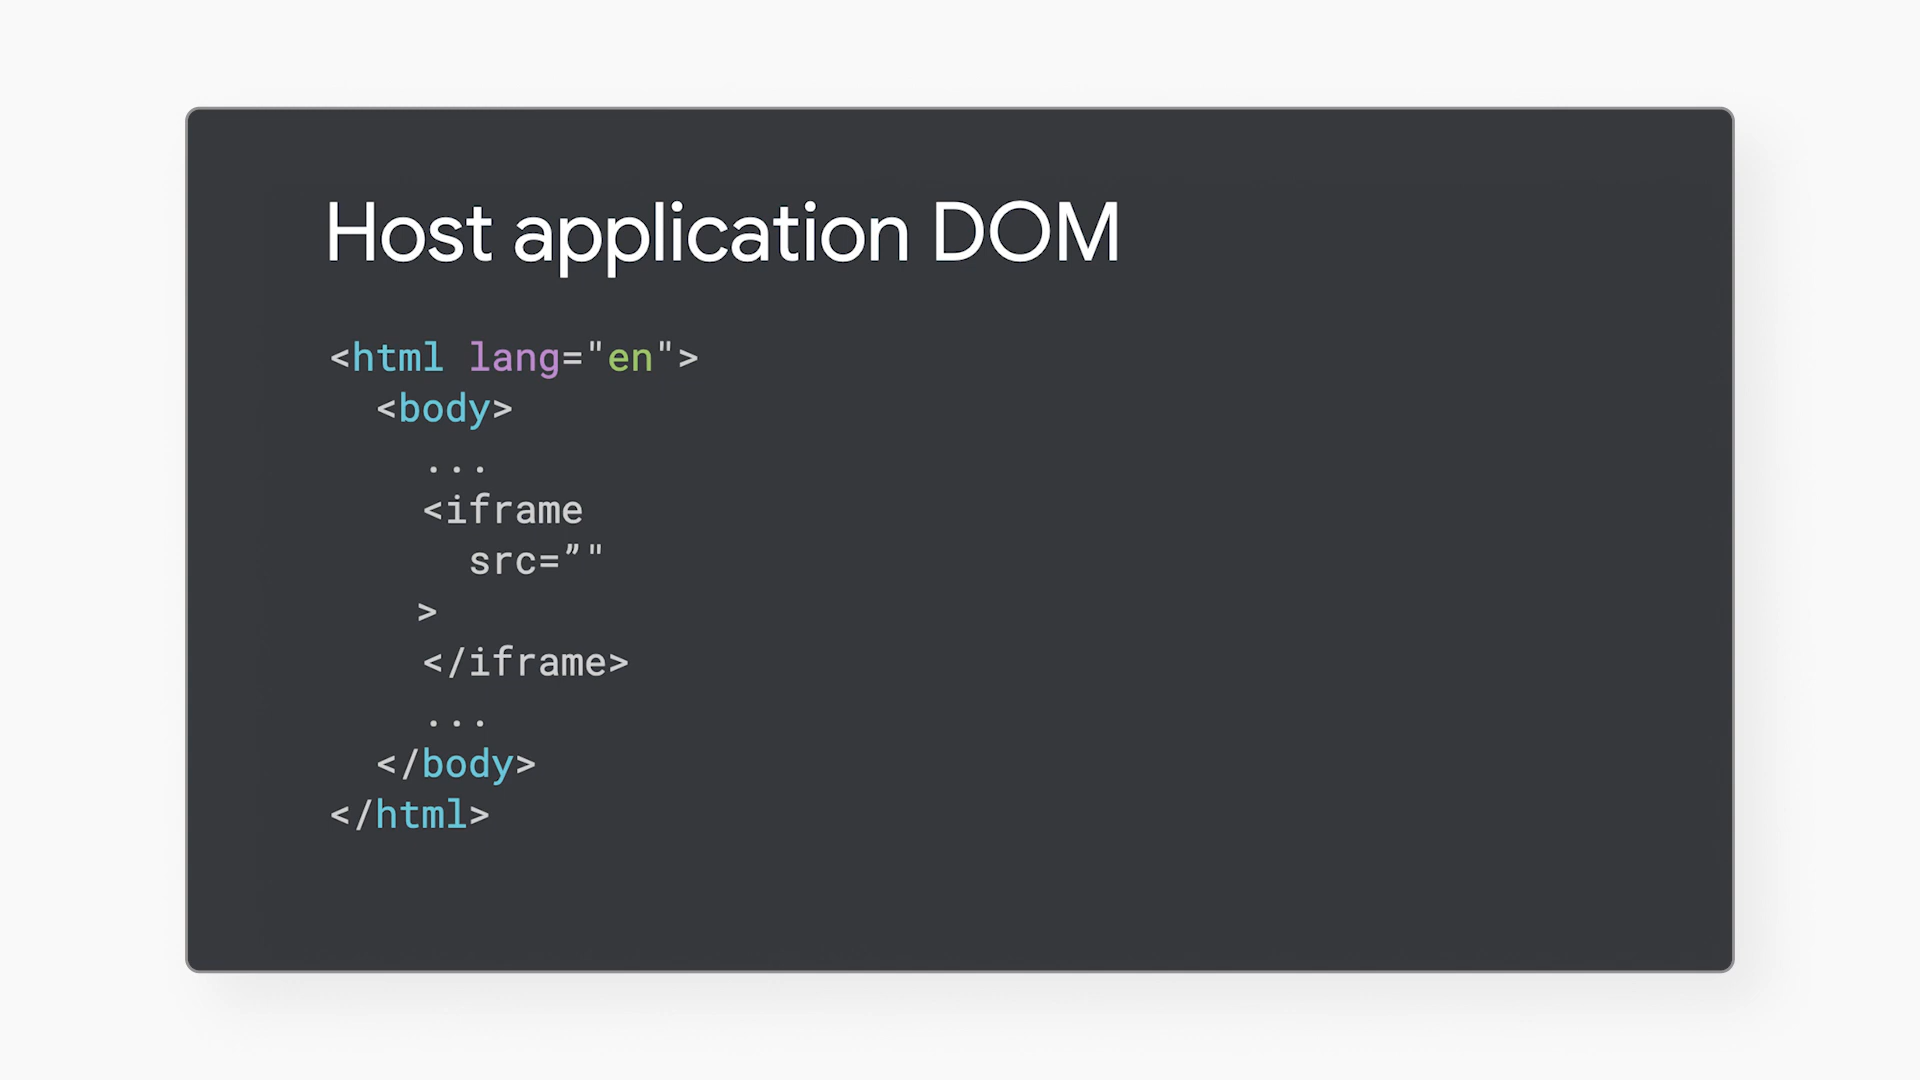 Host application DOM
<html lang="en">
<body>
...
<iframe
src=”"
>
</iframe>
...
</body>
</html>